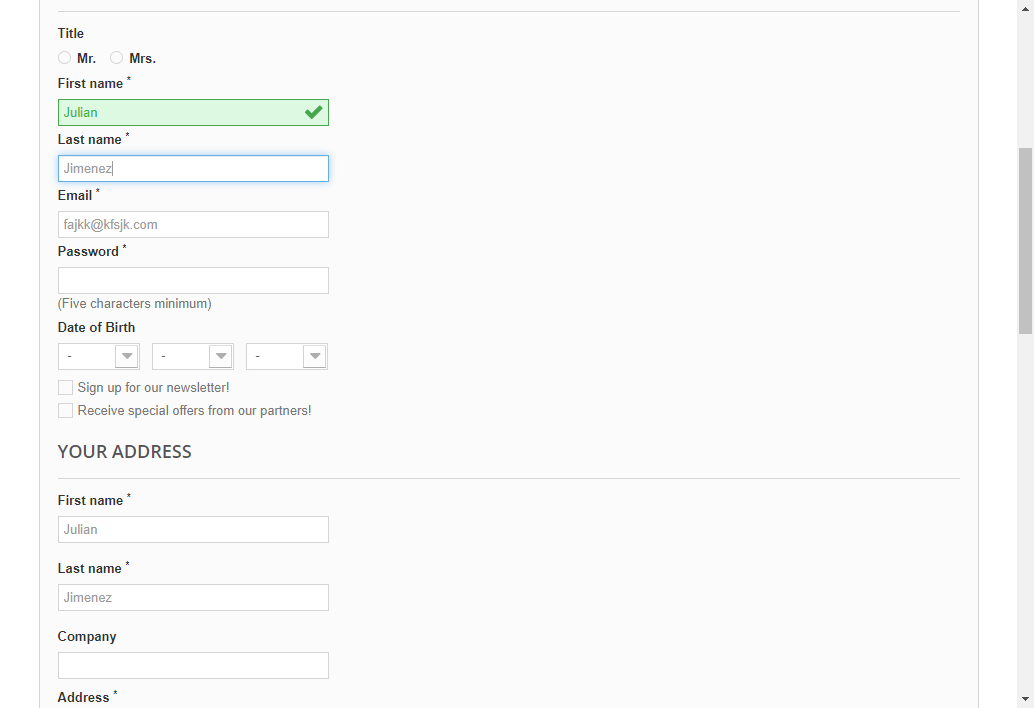 Title
Mr. Mrs.
First name *
Julian
Last name *
Jimenez
Email *
fajkk@kfsjk.com
Password *
(Five characters minimum)
Date of Birth
- - -
Sign up for our newsletter!
Receive special offers from our partners!
YOUR ADDRESS
First name *
Julian
Last name *
Jimenez
Company
Address *